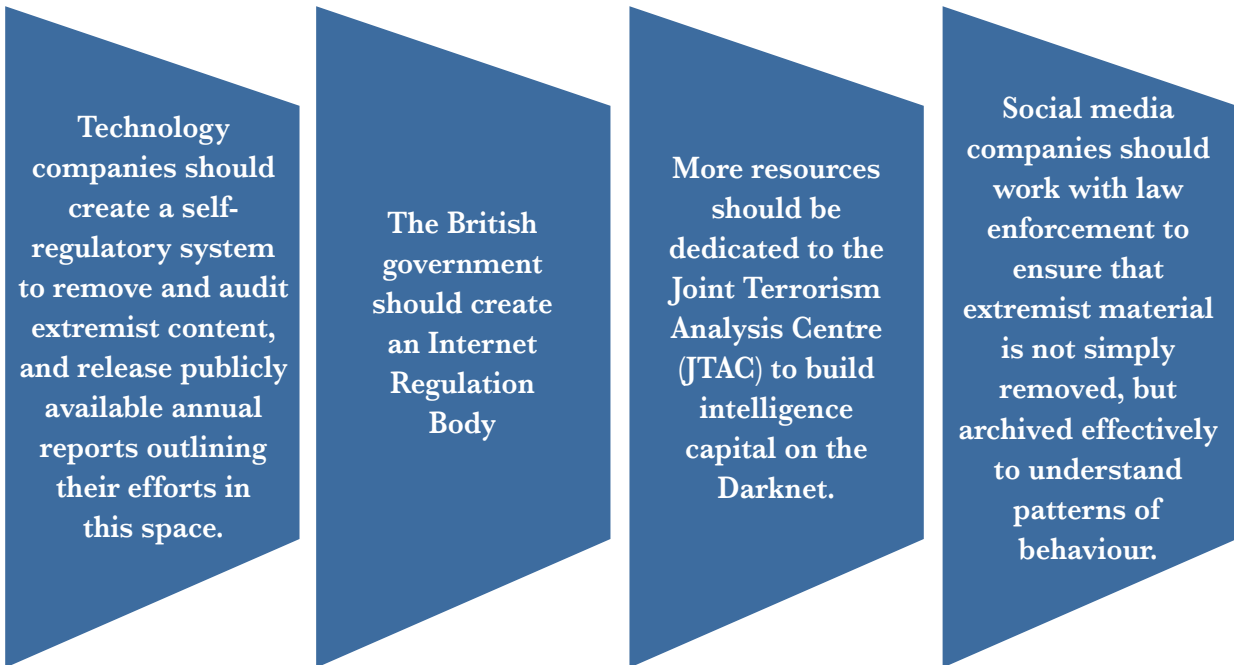 Technology
companies should
create a self-
regulatory system
to remove and audit
extremist content,
and release publicly
available annual
reports outlining
their efforts in
this space.
The British
government
should create
an Internet
Regulation
Body
More resources
should be
dedicated to the
Joint Terrorism
Analysis Centre
(JTAC) to build
intelligence
capital on the
Darknet.
Social media
companies should
work with law
enforcement to
ensure that
extremist material
is not simply
removed, but
archived effectively
to understand
patterns of
behaviour.